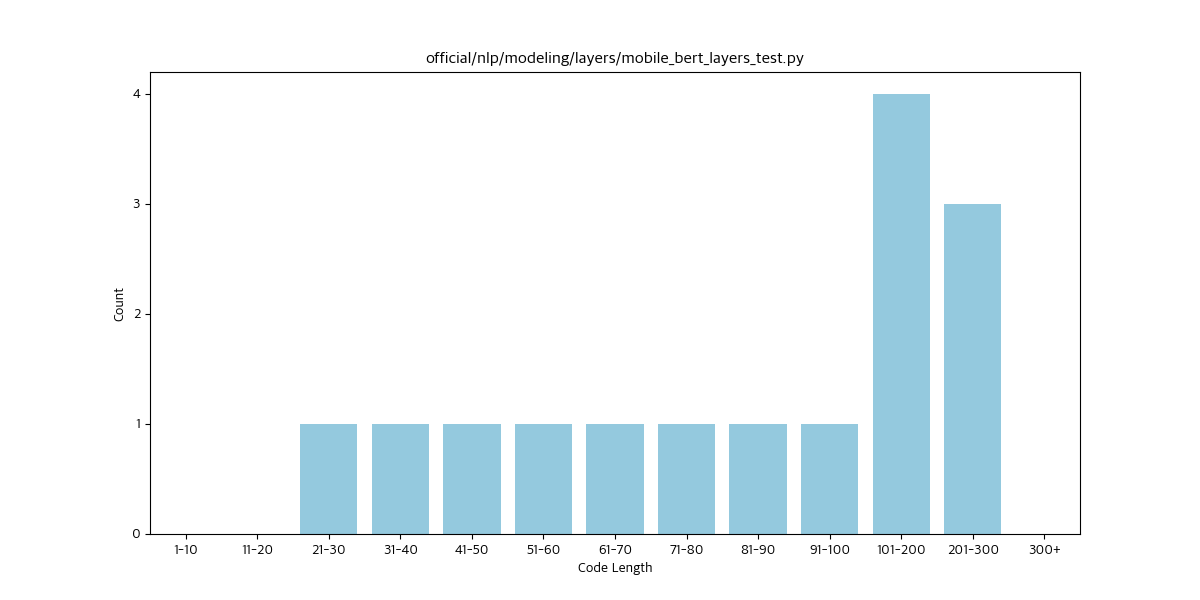 official/nlp/modeling/layers/mobile_bert_layers_test.py
4
3
2
1
0
Count
1-10 11-20 21-30 31-40 41-50 51-60 61-70 71-80 81-90 91-100 101-200 201-300 300+
Code Length